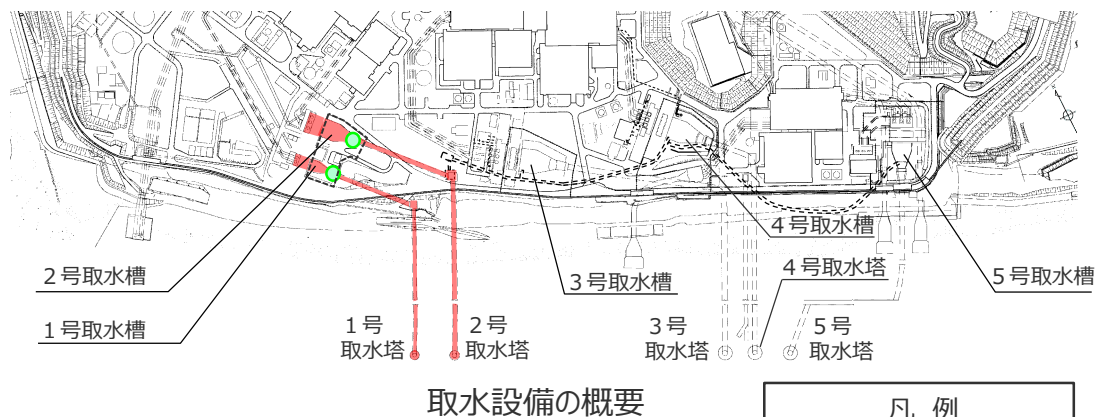 4号取水槽
2号取水槽
4号取水塔
5号取水槽
3号取水槽
1号取水槽
1号
取水塔
2号
取水塔
3号
取水塔
5号
取水塔
取水設備の概要
凡 例